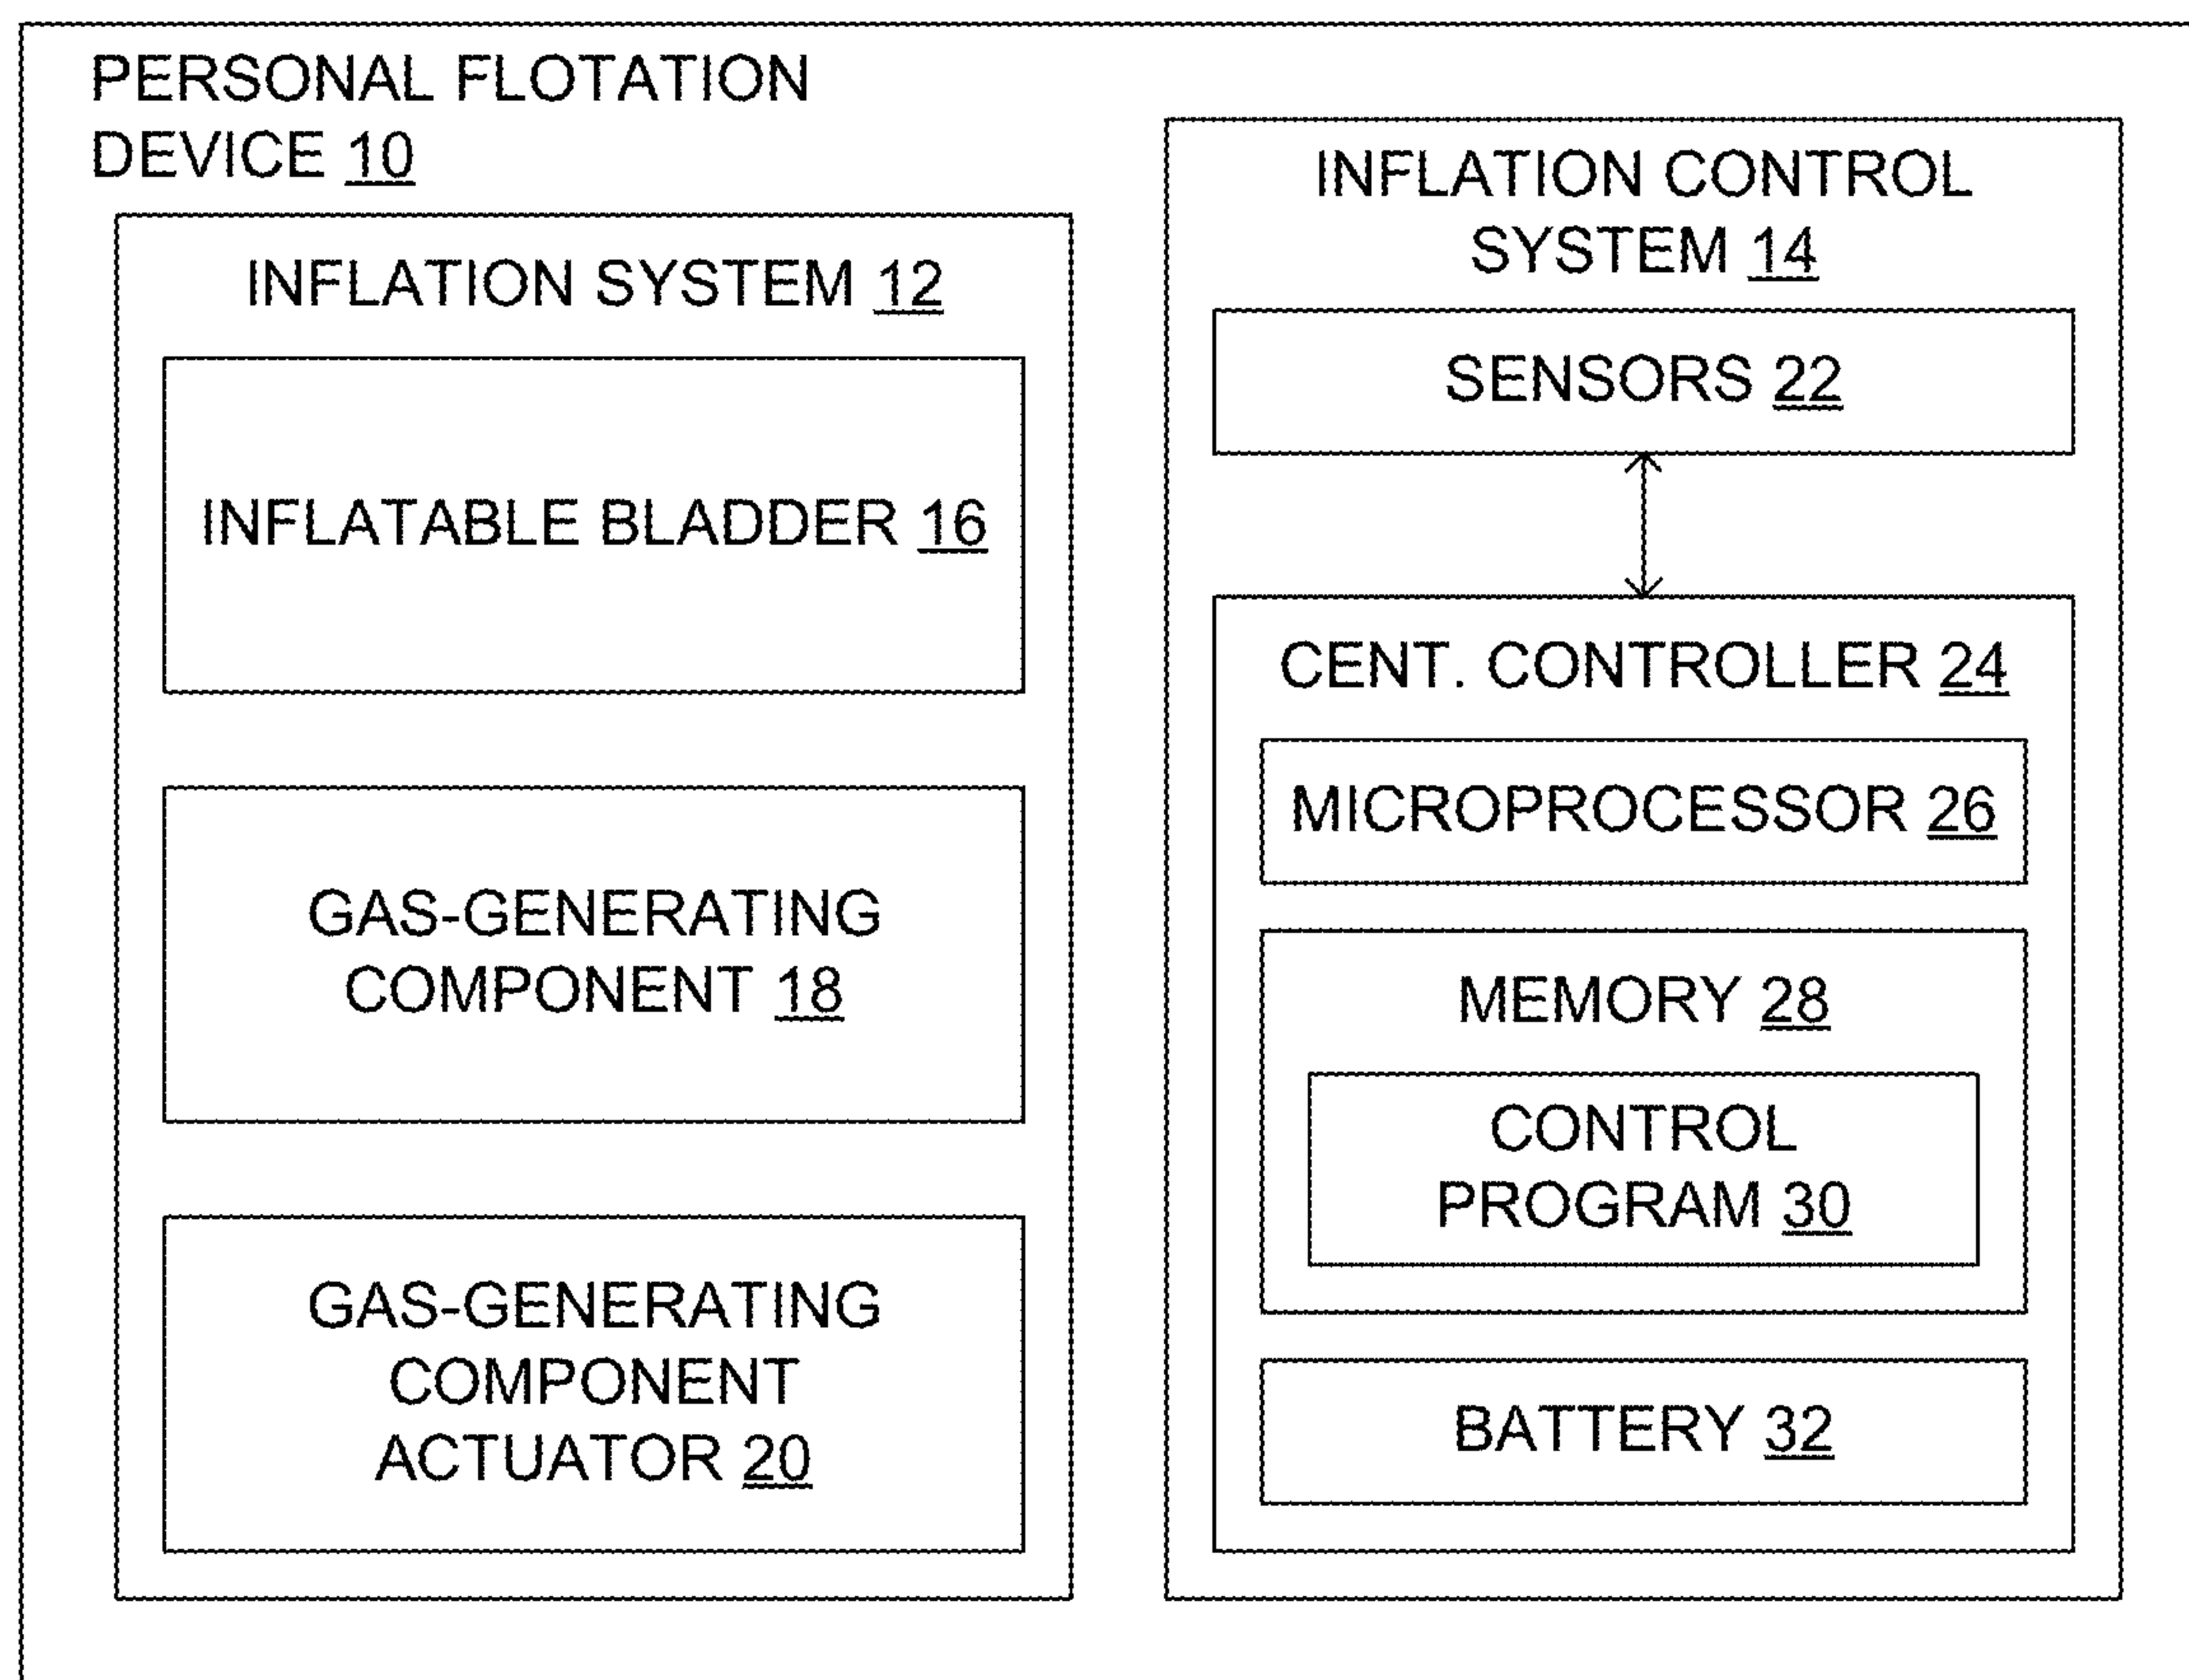 PERSONAL FLOTATION
DEVICE 10
INFLATION SYSTEM 12
INFLATABLE BLADDER 16
GAS-GENERATING
COMPONENT 18
GAS-GENERATING
COMPONENT
ACTUATOR 20
INFLATION CONTROL
SYSTEM 14
SENSORS 22
CENT. CONTROLLER 24
MICROPROCESSOR 26
MEMORY 28
CONTROL
PROGRAM 30
BATTERY 32